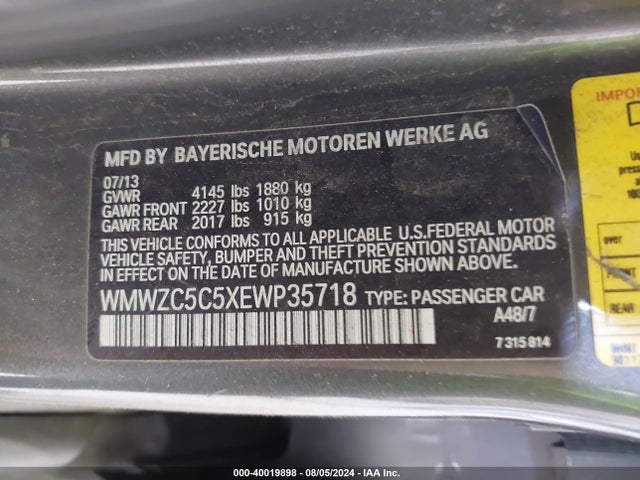 MFD BY BAYERISCHE MOTOREN WERKE AG
07/13
GVWR 4145 lbs 1880 kg
GAWR FRONT 2227 lbs 1010 kg
GAWR REAR 2017 lbs 915 kg
THIS VEHICLE CONFORMS TO ALL APPLICABLE U.S.FEDERAL MOTOR
VEHICLE SAFETY, BUMPER AND THEFT PREVENTION STANDARDS
IN EFFECT ON THE DATE OF MANUFACTURE SHOWN ABOVE.
WMWZC5C5XEWP35718 TYPE: PASSENGER CAR
A48/7
7 315 814
IMPOR
over
REAR
000-40019898 - 08/05/2024 - IAA Inc.